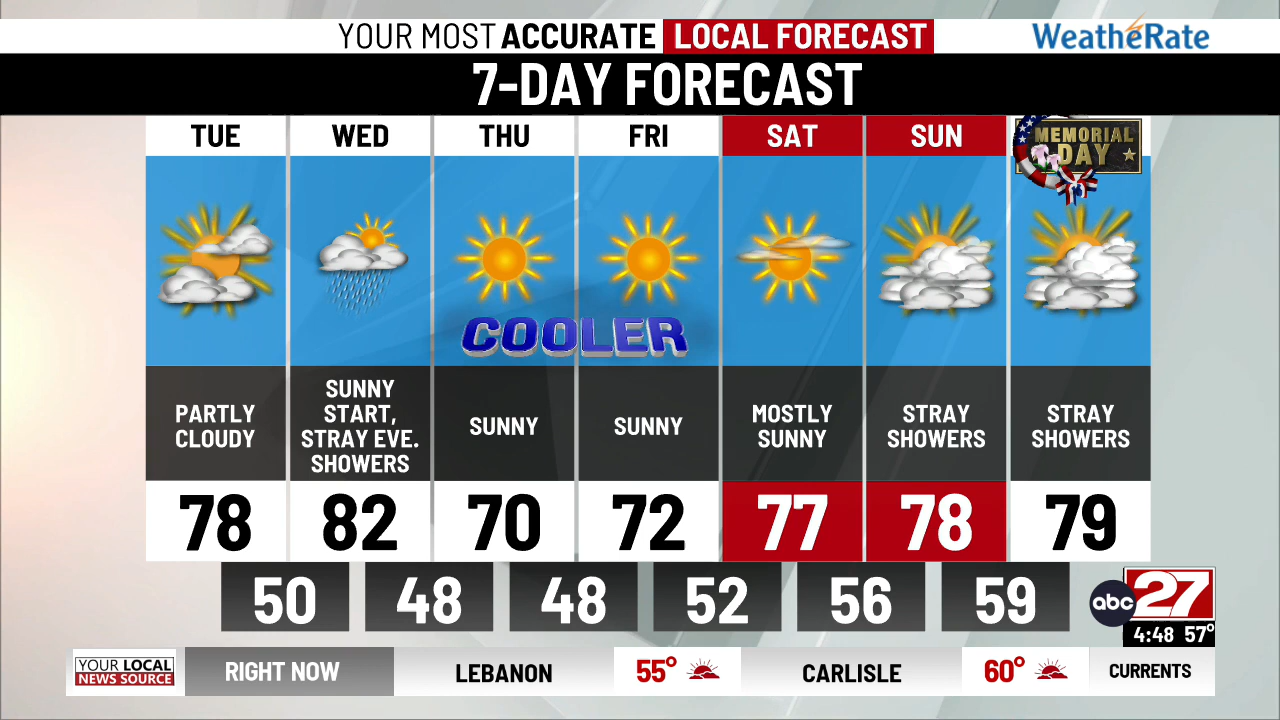 YOUR MOST ACCURATE LOCAL FORECAST
WeatheRate
7-DAY FORECAST
TUE WED THU FRI SAT SUN MEMORIAL DAY
COOLER
PARTLY CLOUDY
SUNNY START, STRAY EVE. SHOWERS
SUNNY
SUNNY
MOSTLY SUNNY
STRAY SHOWERS
STRAY SHOWERS
78 82 70 72 77 78 79
50 48 48 52 56 59
abc 27
4:48 57°
YOUR LOCAL NEWS SOURCE
RIGHT NOW LEBANON 55° CARLISLE 60° CURRENTS